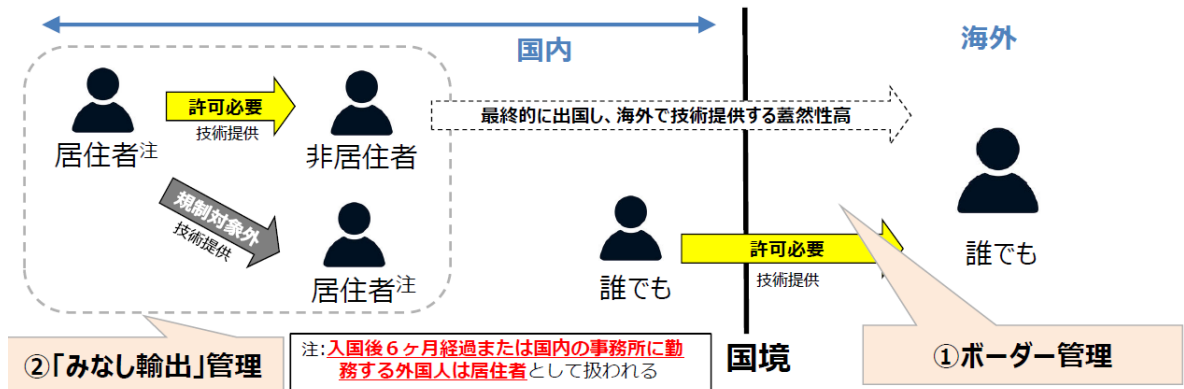 国内
海外
許可必要
技術提供
居住者注
非居住者
最終的に出国し、海外で技術提供する蓋然性高
規制対象外
技術提供
居住者注
誰でも
許可必要
技術提供
誰でも
②「みなし輸出」管理
注:入国後6ヶ月経過または国内の事務所に勤
務する外国人は居住者として扱われる
国境
①ボーダー管理